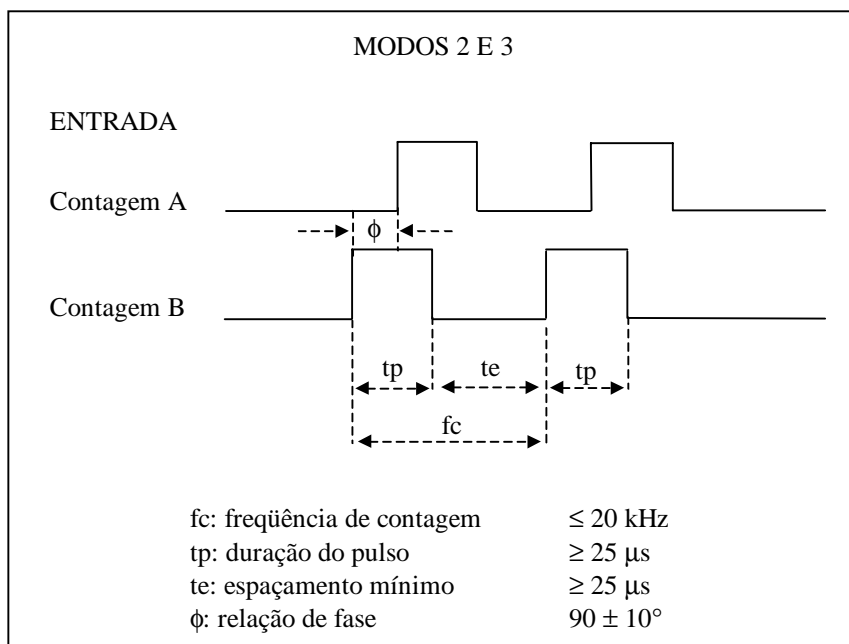 MODOS 2 E 3
ENTRADA
Contagem A
ϕ
Contagem B
tp te tp
fc
fc: freqüência de contagem ≤ 20 kHz
tp: duração do pulso ≥ 25 μs
te: espaçamento mínimo ≥ 25 μs
ϕ: relação de fase 90 ± 10°